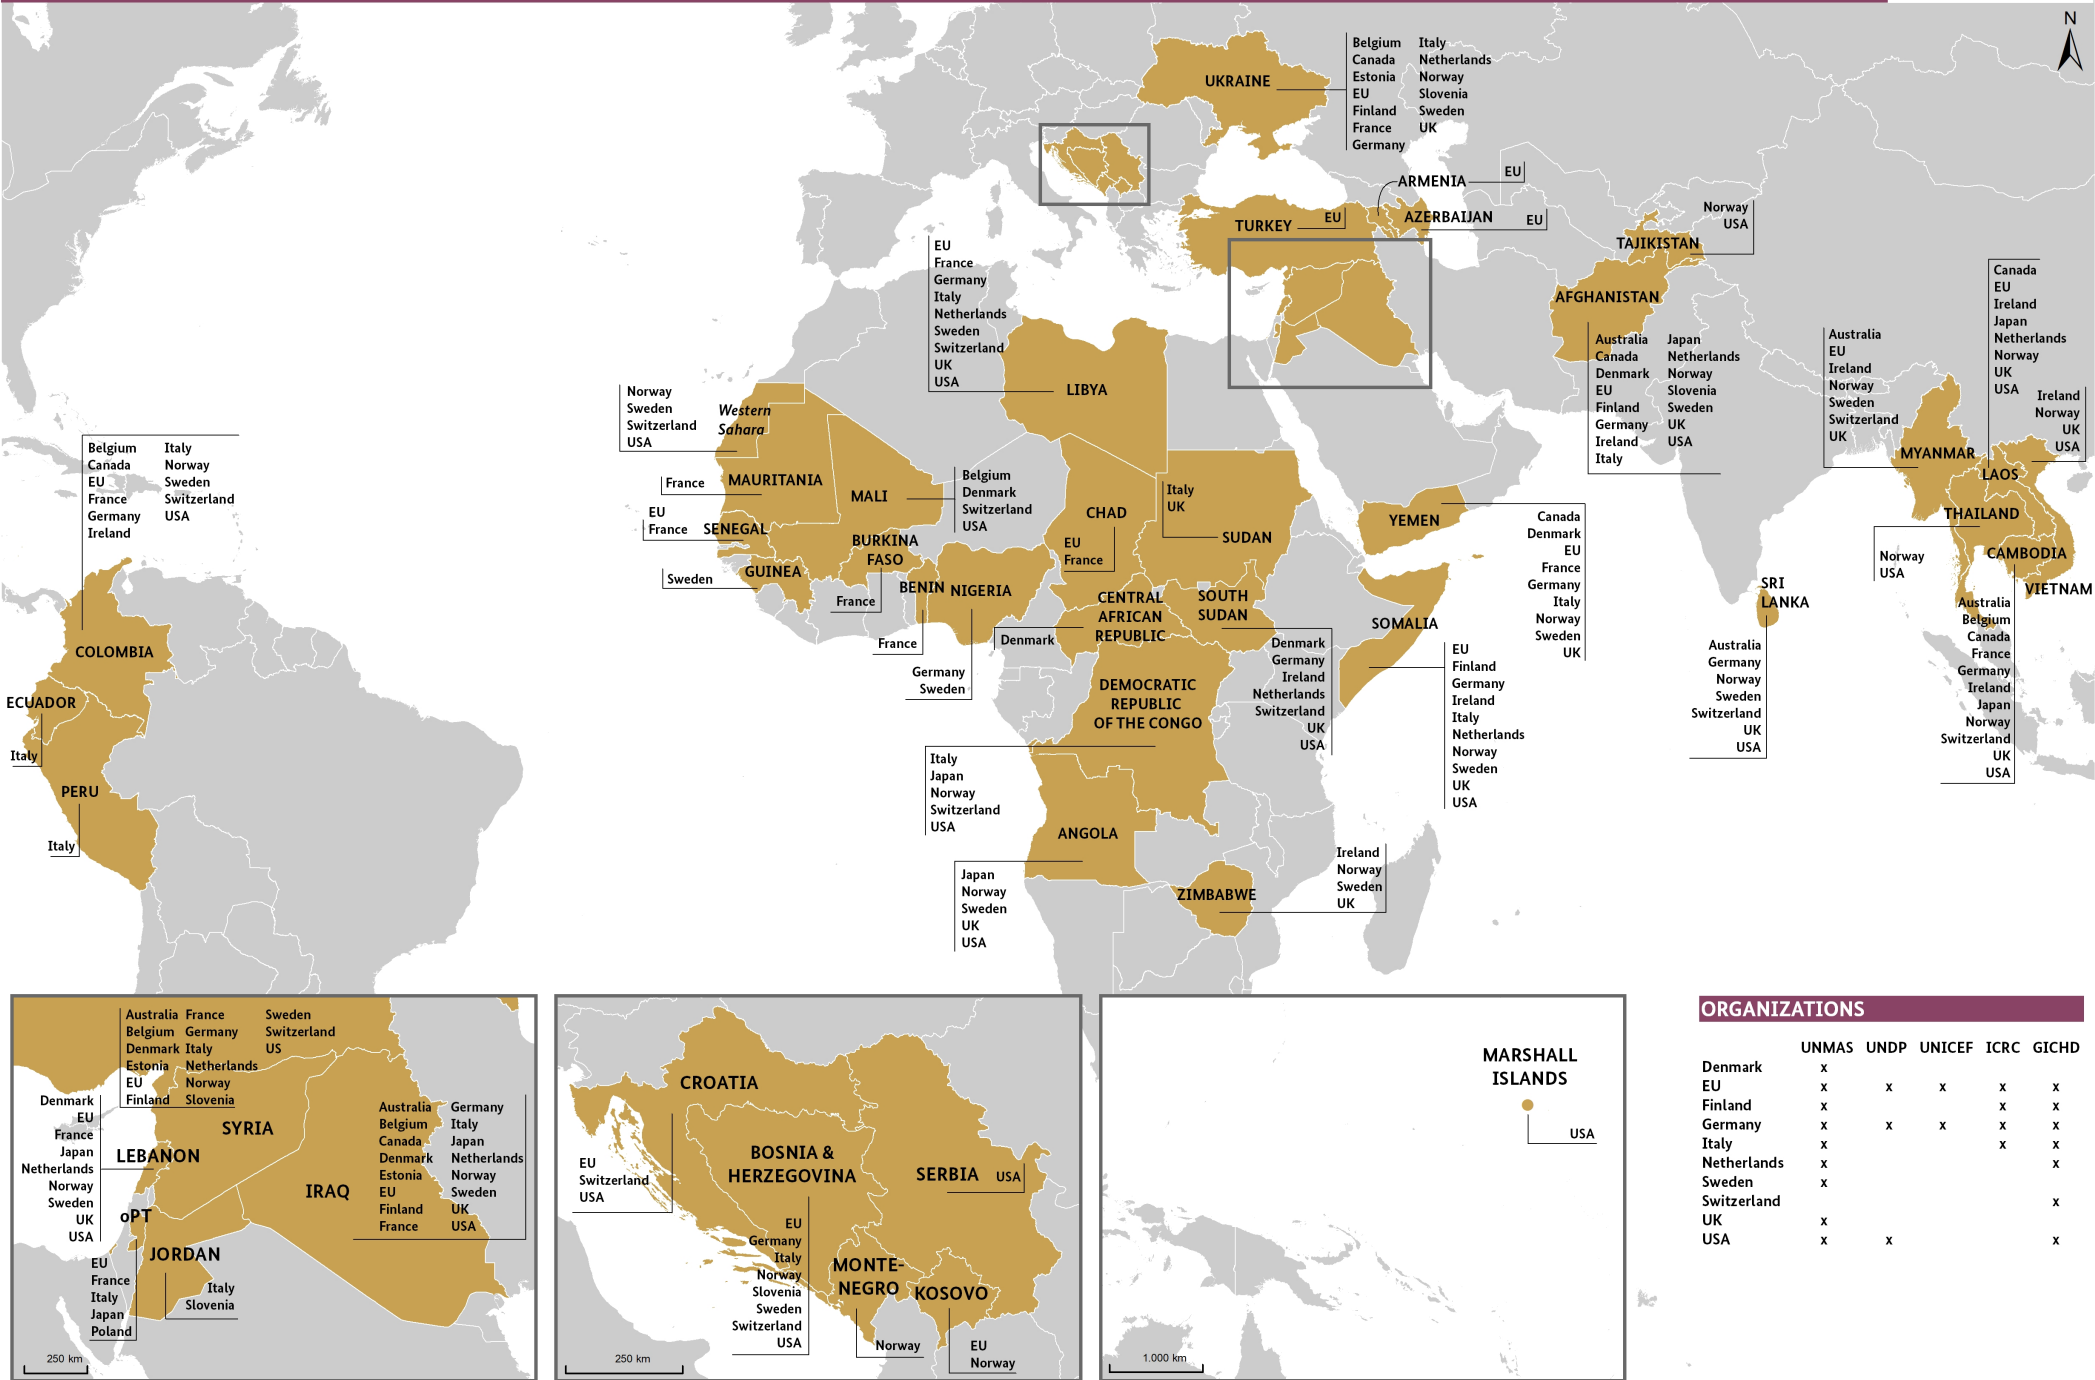 N
UKRAINE
Belgium
Canada
Estonia
EU
Finland
France
Germany
Italy
Netherlands
Norway
Slovenia
Sweden
UK
ARMENIA
EU
AZERBAIJAN
EU
TURKEY
EU
TAJIKISTAN
Norway
USA
AFGHANISTAN
Australia
Canada
Denmark
EU
Finland
Germany
Ireland
Italy
Japan
Netherlands
Norway
Slovenia
Sweden
UK
USA
EU
France
Germany
Italy
Netherlands
Sweden
Switzerland
UK
USA
LIBYA
Norway
Sweden
Switzerland
USA
Western
Sahara
France
MAURITANIA
EU
France
SENEGAL
MALI
Belgium
Denmark
Switzerland
USA
Sweden
GUINEA
BURKINA
FASO
France
BENIN
France
NIGERIA
Germany
Sweden
CHAD
EU
France
Italy
UK
SUDAN
CENTRAL
AFRICAN
REPUBLIC
Denmark
SOUTH
SUDAN
Denmark
Germany
Ireland
Netherlands
Switzerland
UK
USA
DEMOCRATIC
REPUBLIC
OF THE CONGO
Italy
Japan
Norway
Switzerland
USA
ANGOLA
Japan
Norway
Sweden
UK
USA
ZIMBABWE
Ireland
Norway
Sweden
UK
SOMALIA
EU
Finland
Germany
Ireland
Italy
Netherlands
Norway
Sweden
UK
USA
YEMEN
Canada
Denmark
EU
France
Germany
Italy
Norway
Sweden
UK
SRI
LANKA
Australia
Germany
Norway
Sweden
Switzerland
UK
USA
Australia
EU
Ireland
Norway
Sweden
Switzerland
UK
MYANMAR
Canada
EU
Ireland
Japan
Netherlands
Norway
UK
USA
LAOS
Ireland
Norway
UK
USA
VIETNAM
THAILAND
Norway
USA
CAMBODIA
Australia
Belgium
Canada
France
Germany
Ireland
Japan
Norway
Switzerland
UK
USA
Belgium
Canada
EU
France
Germany
Ireland
Italy
Norway
Sweden
Switzerland
USA
COLOMBIA
ECUADOR
Italy
PERU
Italy
Australia
Belgium
Denmark
Estonia
EU
Finland
France
Germany
Italy
Netherlands
Norway
Slovenia
Sweden
Switzerland
US
SYRIA
Denmark
EU
France
Japan
Netherlands
Norway
Sweden
UK
USA
LEBANON
oPT
EU
France
Italy
Japan
Poland
JORDAN
Italy
Slovenia
IRAQ
Australia
Belgium
Canada
Denmark
Estonia
EU
Finland
France
Germany
Italy
Japan
Netherlands
Norway
Sweden
UK
USA
250 km
CROATIA
EU
Switzerland
USA
BOSNIA &
HERZEGOVINA
EU
Germany
Italy
Norway
Slovenia
Sweden
Switzerland
USA
SERBIA
USA
MONTE-
NEGRO
Norway
KOSOVO
EU
Norway
250 km
MARSHALL
ISLANDS
USA
1,000 km
ORGANIZATIONS
UNMAS UNDP UNICEF ICRC GICHD
Denmark x
EU x x x x x
Finland x x x
Germany x x x x x
Italy x x x
Netherlands x x
Sweden x
Switzerland x
UK x
USA x x x